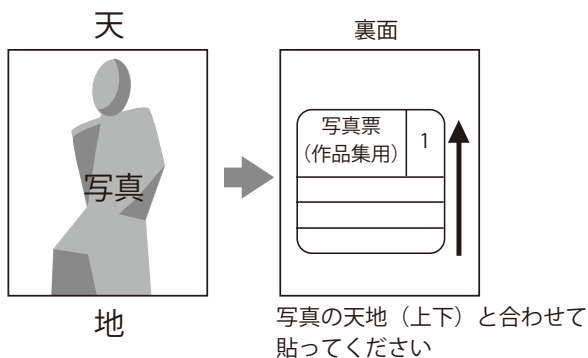 天
写真
地
裏面
写真票
（作品集用）
1
写真の天地（上下）と合わせて
貼ってください